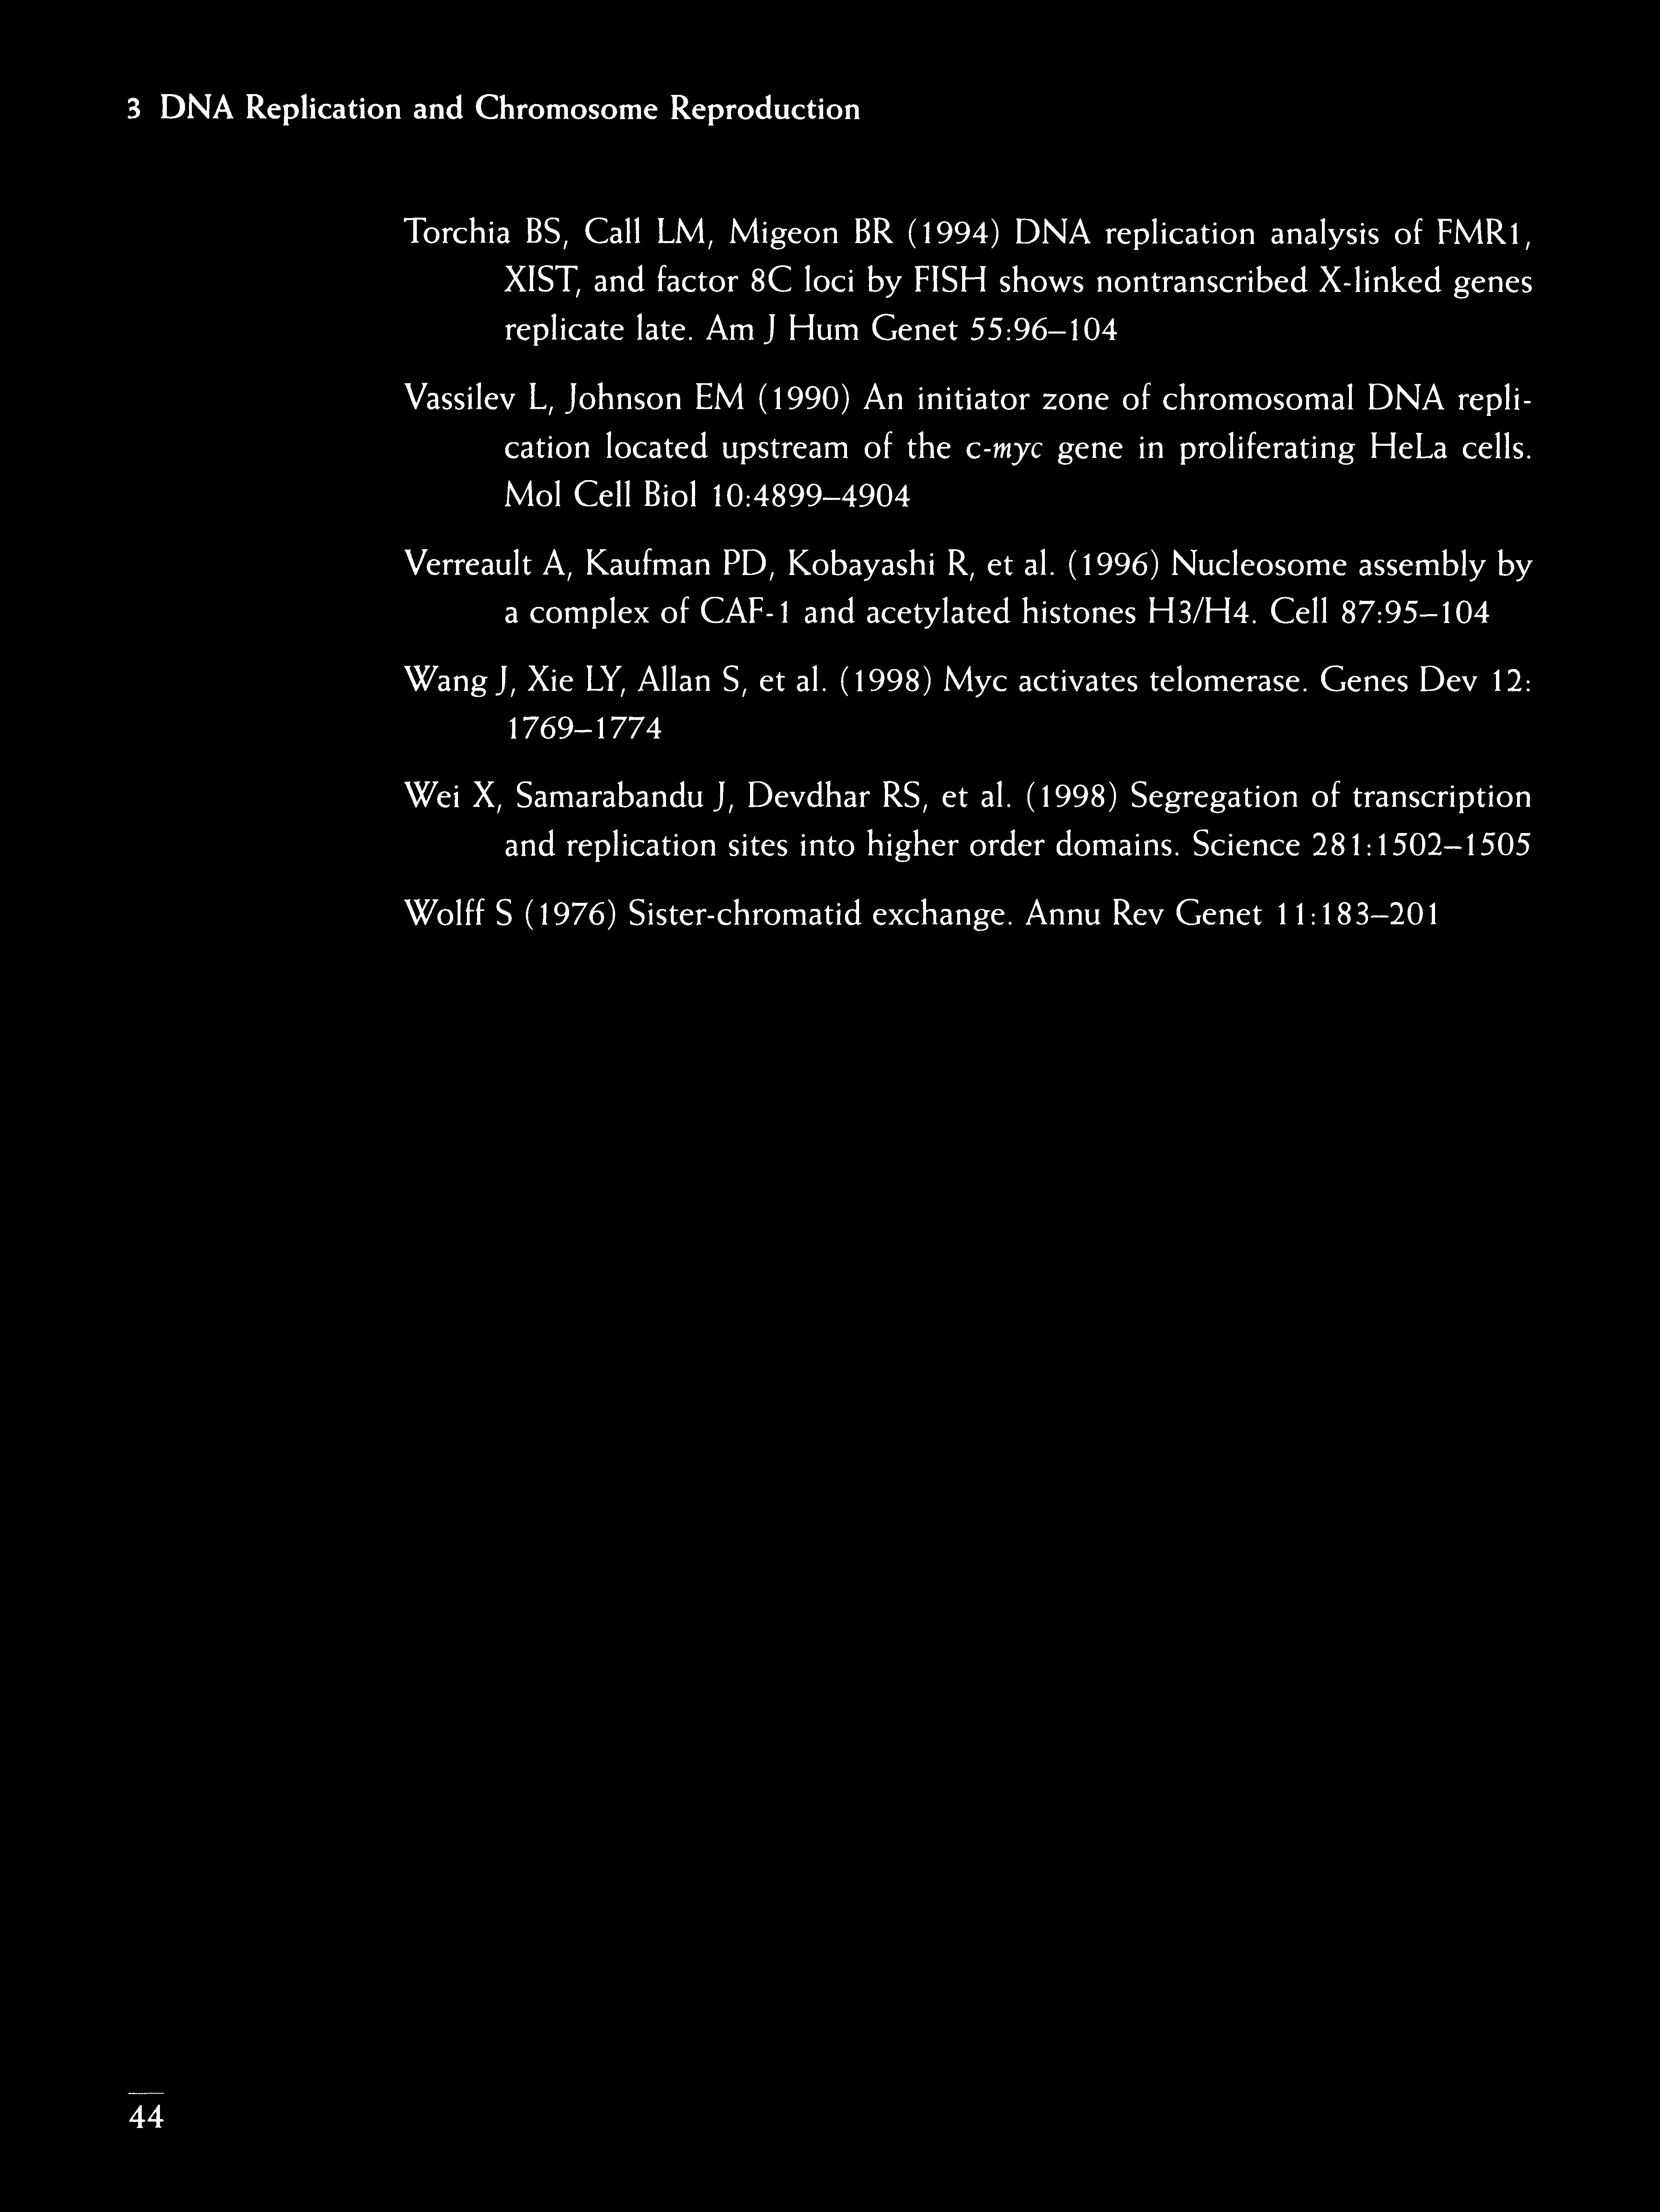 3 DNA Replication and Chromosome Reproduction
Torchia BS, Call LM, Migeon BR (1994) DNA replication analysis of FMR1,
XIST, and factor 8C loci by FISH shows nontranscribed X-linked genes
replicate late. Am J Hum Genet 55:96–104
Vassilev L, Johnson EM (1990) An initiator zone of chromosomal DNA repli-
cation located upstream of the c-myc gene in proliferating HeLa cells.
Mol Cell Biol 10:4899–4904
Verreault A, Kaufman PD, Kobayashi R, et al. (1996) Nucleosome assembly by
a complex of CAF-1 and acetylated histones H3/H4. Cell 87:95–104
Wang J, Xie LY, Allan S, et al. (1998) Myc activates telomerase. Genes Dev 12:
1769–1774
Wei X, Samarabandu J, Devdhar RS, et al. (1998) Segregation of transcription
and replication sites into higher order domains. Science 281:1502–1505
Wolff S (1976) Sister-chromatid exchange. Annu Rev Genet 11:183–201
44